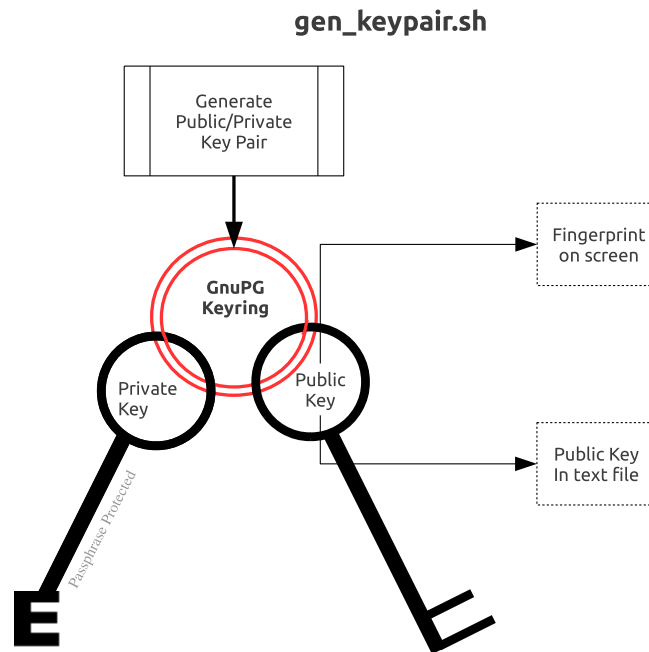 gen_keypair.sh
Generate
Public/Private
Key Pair
Fingerprint
on screen
GnuPG
Keyring
Private
Key
Public
Key
Public Key
In text file
Passphrase Protected